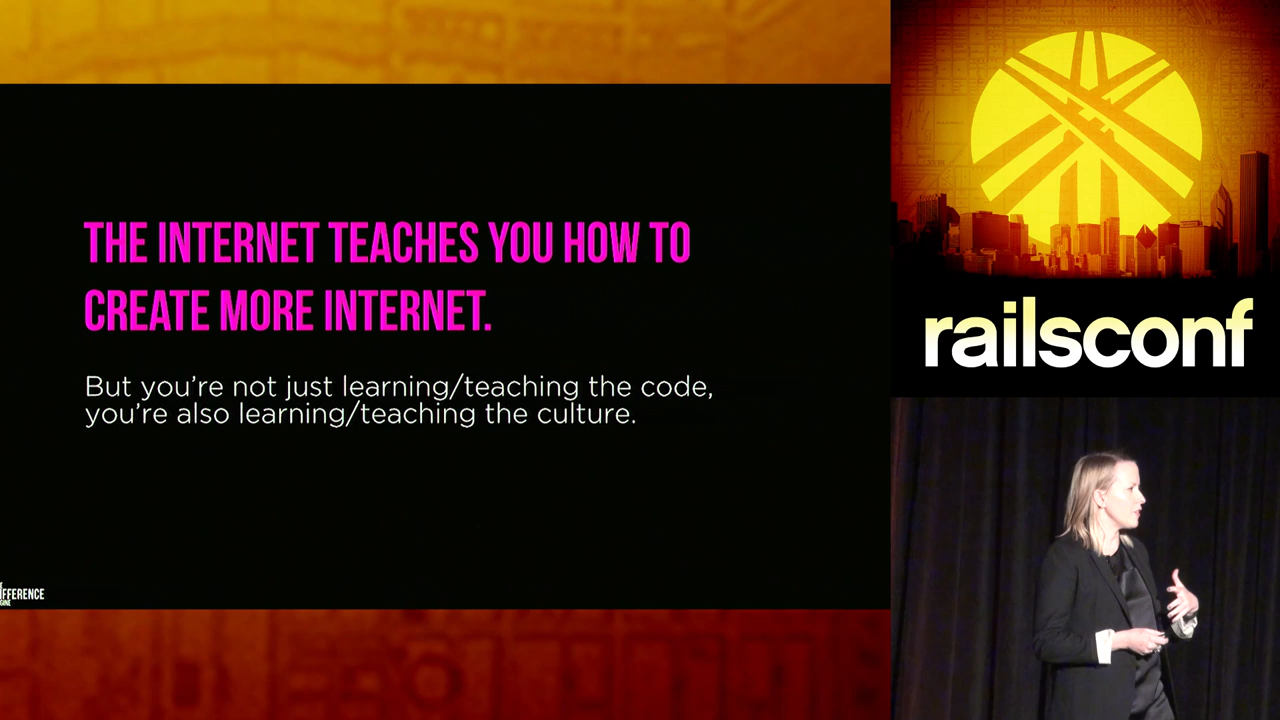 THE INTERNET TEACHES YOU HOW TO
CREATE MORE INTERNET.
But you're not just learning/teaching the code,
you're also learning/teaching the culture.
IFFERENCE
railsconf